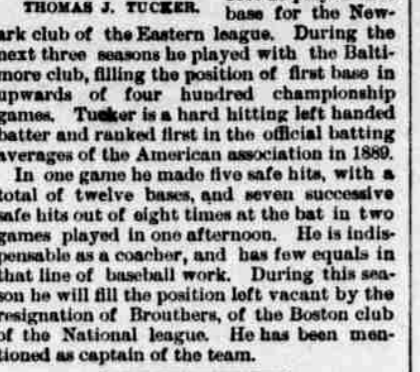 THOMAS J. TUCKER.
base for the New-
ark club of the Eastern league. During the
next three seasons he played with the Balti-
more club, filling the position of first base in
upwards of four hundred championship
games. Tucker is a hard hitting left handed
batter and ranked first in the official batting
averages of the American association in 1889.
In one game he made five safe hits, with a
total of twelve bases, and seven successive
safe hits out of eight times at the bat in two
games played in one afternoon. He is indis-
pensable as a coacher, and has few equals in
that line of baseball work. During this sea-
son he will fill the position left vacant by the
resignation of Brouthers, of the Boston club
of the National league. He has been men-
tioned as captain of the team.